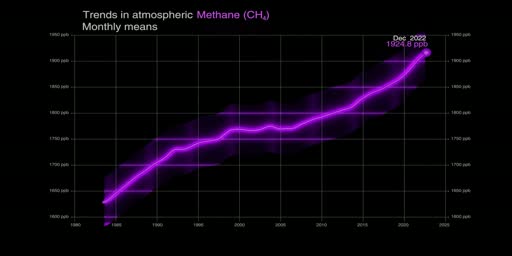 Trends in atmospheric Methane (CH₄)
Monthly means
Dec 2022
1924.8 ppb
1950 ppb 1950 ppb
1900 ppb 1900 ppb
1850 ppb 1850 ppb
1800 ppb 1800 ppb
1750 ppb 1750 ppb
1700 ppb 1700 ppb
1650 ppb 1650 ppb
1600 ppb 1600 ppb
1980 1985 1990 1995 2000 2005 2010 2015 2020 2025